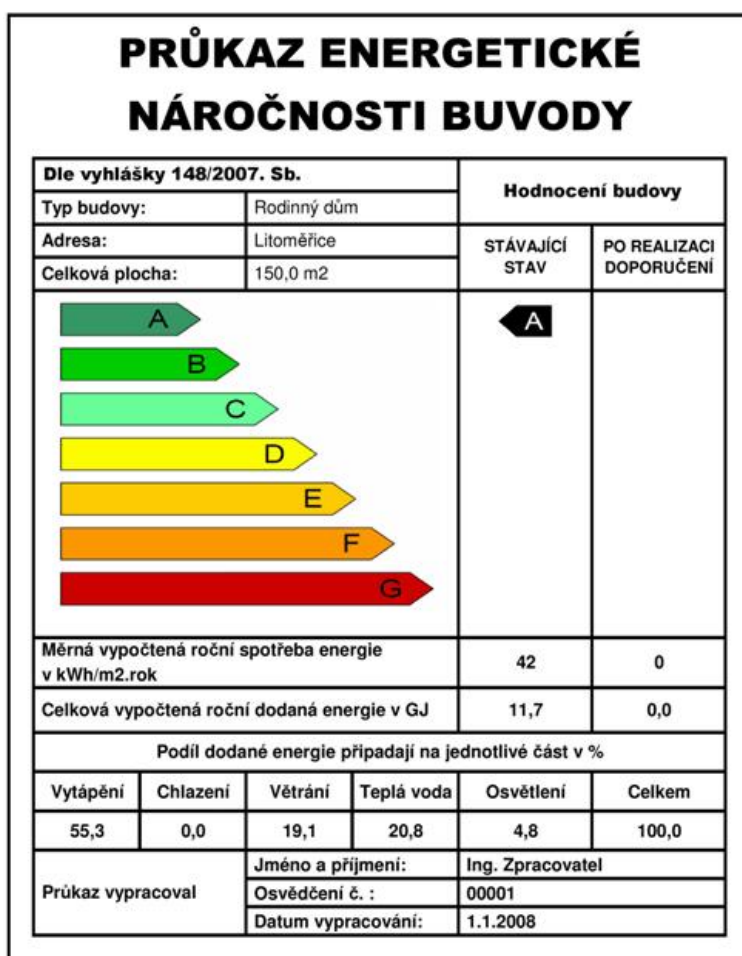 PRŮKAZ ENERGETICKÉ
NÁROČNOSTI BUVODY
Dle vyhlášky 148/2007. Sb.
Hodnocení budovy
Typ budovy:
Rodinný dům
Adresa:
Litoměřice
STÁVAJÍCÍ
STAV
PO REALIZACI
DOPORUČENÍ
Celková plocha:
150,0 m2
A
A
B
C
D
E
F
G
Měrná vypočtená roční spotřeba energie
v kWh/m2.rok
42
0
Celková vypočtená roční dodaná energie v GJ
11,7
0,0
Podíl dodané energie připadají na jednotlivé část v %
Vytápění
Chlazení
Větrání
Teplá voda
Osvětlení
Celkem
55,3
0,0
19,1
20,8
4,8
100,0
Průkaz vypracoval
Jméno a příjmení:
Ing. Zpracovatel
Osvědčení č. :
00001
Datum vypracování:
1.1.2008